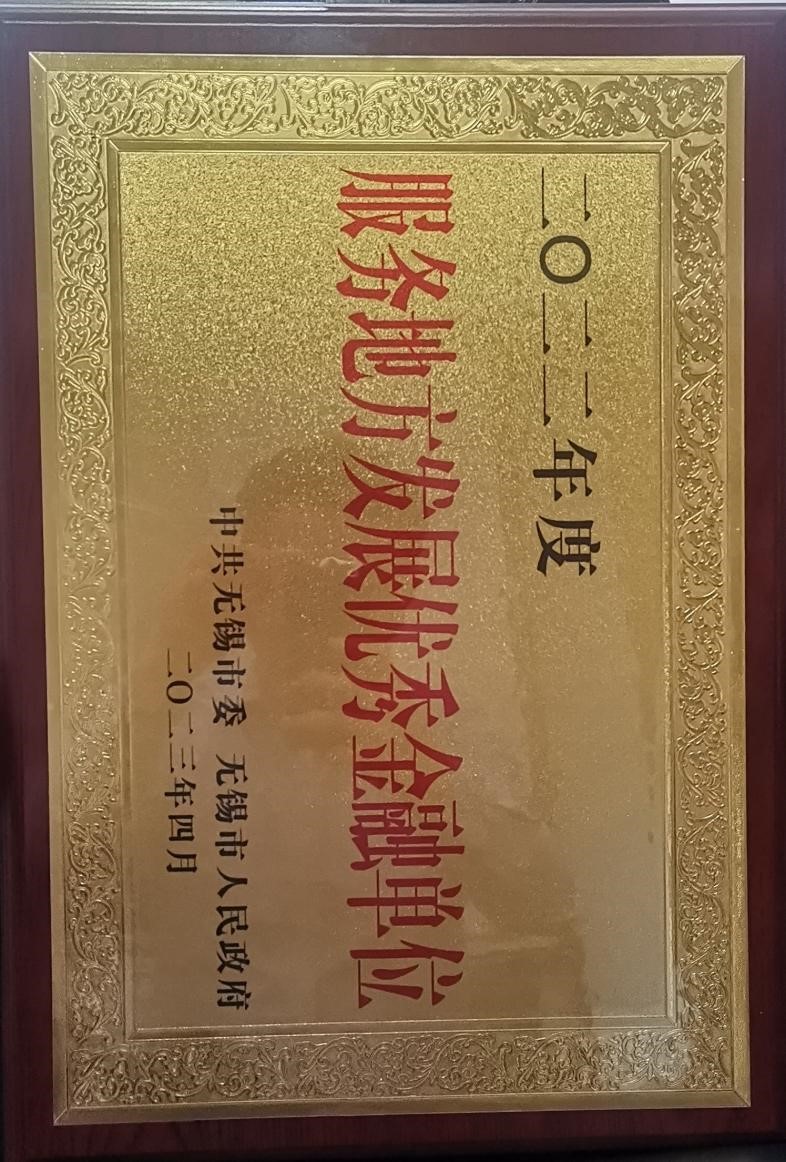 二〇二二年度
服务地方发展优秀金融单位
中共无锡市委 无锡市人民政府
二〇二三年四月